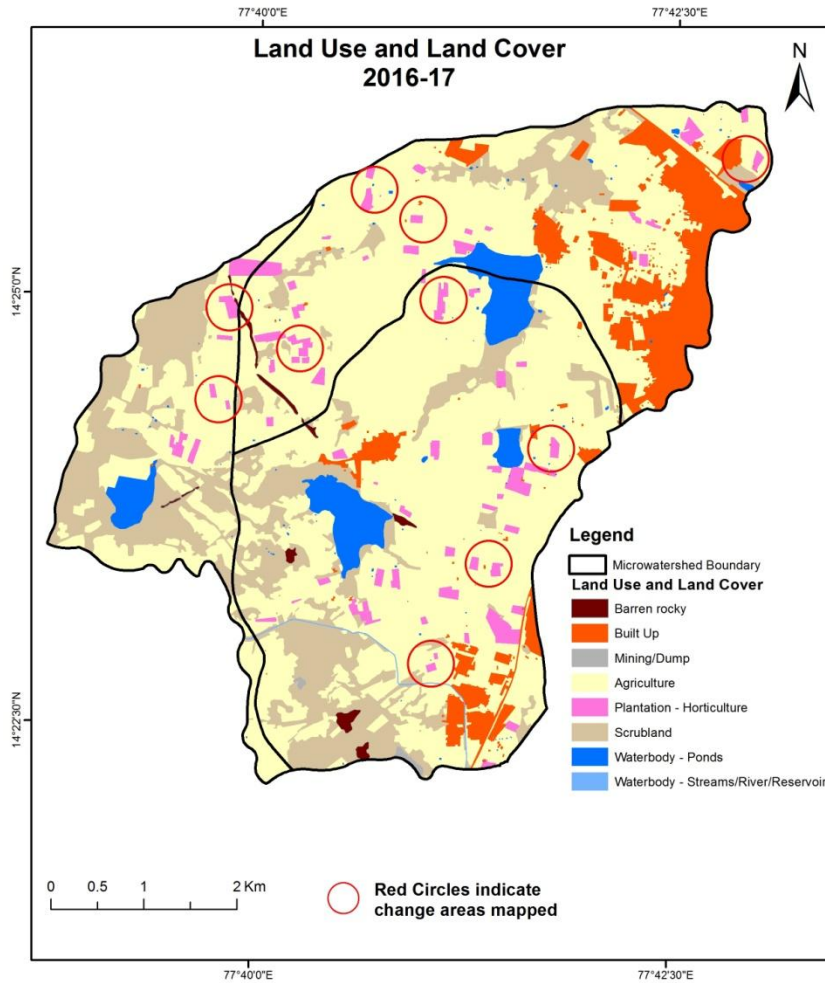 77°40'0"E
77°42'30"E
Land Use and Land Cover
2016-17
N
14°25'0"N
14°22'30"N
Legend
Microwatershed Boundary
Land Use and Land Cover
Barren rocky
Built Up
Mining/Dump
Agriculture
Plantation - Horticulture
Scrubland
Waterbody - Ponds
Waterbody - Streams/River/Reservoir
0 0.5 1 2 Km
Red Circles indicate
change areas mapped
77°40'0"E
77°42'30"E